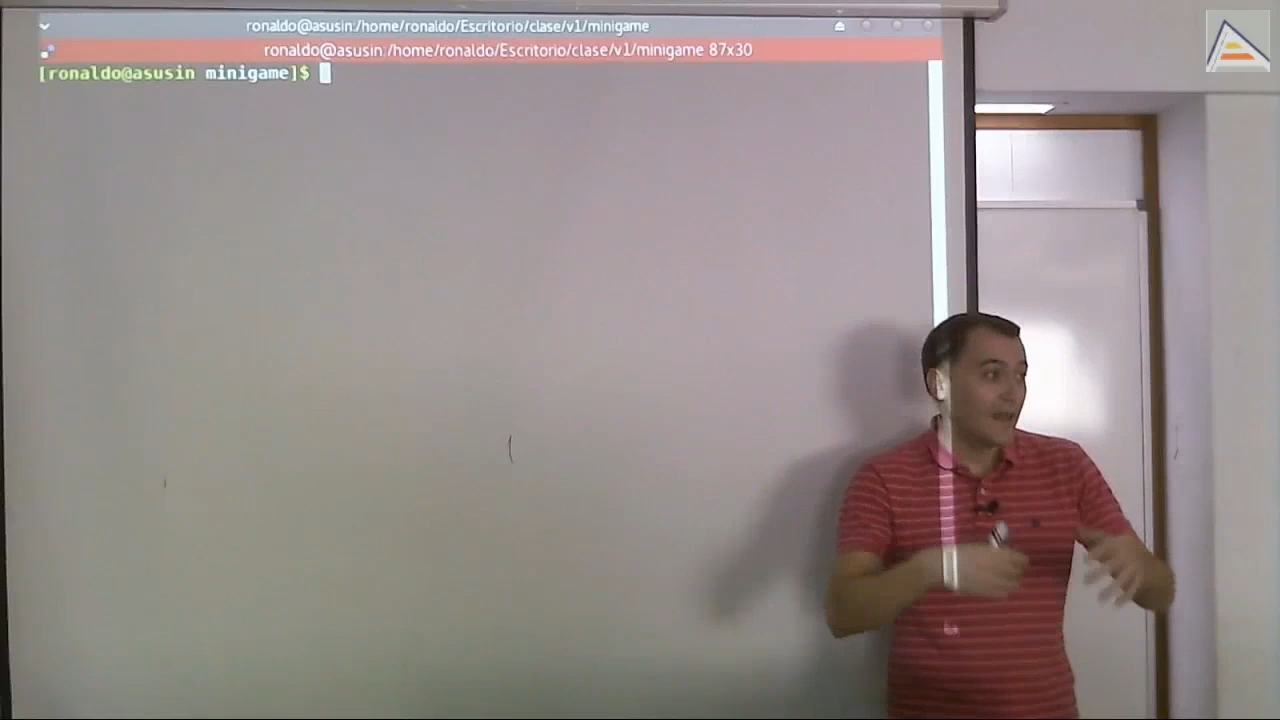 ronaldo@asusin:/home/ronaldo/Escritorio/clase/v1/minigame
ronaldo@asusin:/home/ronaldo/Escritorio/clase/v1/minigame 87x30
[ronaldo@asusin minigame]$